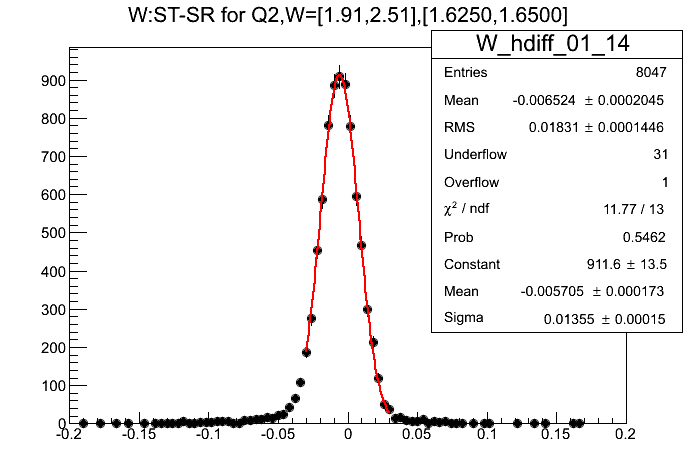 W:ST-SR for Q2,W=[1.91,2.51],[1.6250,1.6500]
W_hdiff_01_14
Entries 8047
Mean -0.006524 ± 0.0002045
RMS 0.01831 ± 0.0001446
Underflow 31
Overflow 1
χ² / ndf 11.77 / 13
Prob 0.5462
Constant 911.6 ± 13.5
Mean -0.005705 ± 0.000173
Sigma 0.01355 ± 0.00015
900
800
700
600
500
400
300
200
100
0
-0.2 -0.15 -0.1 -0.05 0 0.05 0.1 0.15 0.2